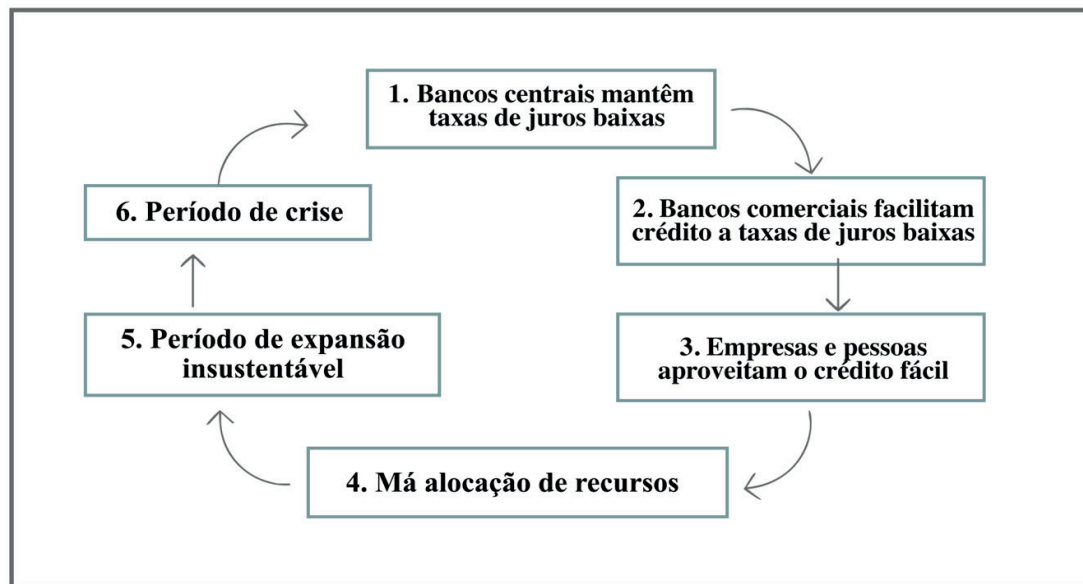 1. Bancos centrais mantêm
taxas de juros baixas
2. Bancos comerciais facilitam
crédito a taxas de juros baixas
3. Empresas e pessoas
aproveitam o crédito fácil
4. Má alocação de recursos
5. Período de expansão
insustentável
6. Período de crise